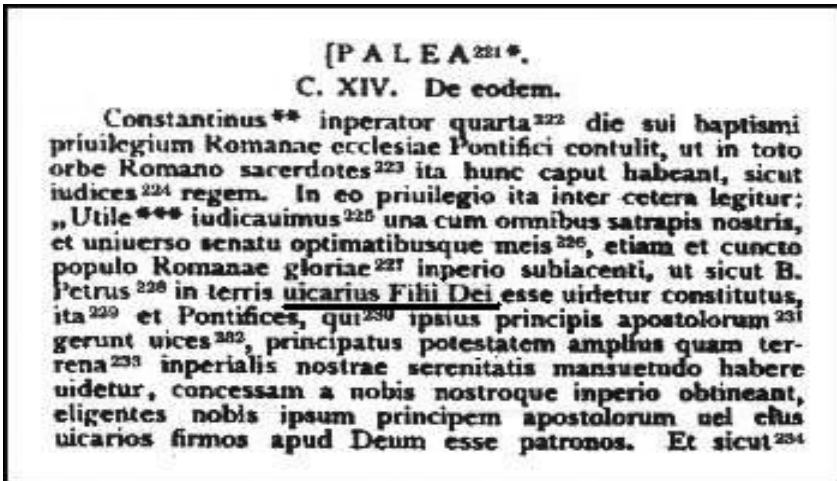 [PALEA²²¹*.
C. XIV. De eodem.
Constantinus** inperator quarta²²² die sui baptismi
priuilegium Romanae ecclesiae Pontifici contulit, ut in toto
orbe Romano sacerdotes²²³ ita hunc caput habeant, sicut
iudices²²⁴ regem. In eo priuilegio ita inter cetera legitur:
„Utile*** iudicauimus²²⁵ una cum omnibus satrapis nostris,
et uniuerso senatu optimatibusque meis²²⁶, etiam et cuncto
populo Romanae gloriae²²⁷ inperio subiacenti, ut sicut B.
Petrus²²⁸ in terris uicarius Filii Dei esse uidetur constitutus,
ita²²⁹ et Pontifices, qui²³⁰ ipsius principis apostolorum²³¹
gerunt uices²³², principatus potestatem amplius quam ter-
rena²³³ inperialis nostrae serenitatis mansuetudo habere
uidetur, concessam a nobis nostroque inperio obtineant,
eligentes nobis ipsum principem apostolorum uel eius
uicarios firmos apud Deum esse patronos. Et sicut²³⁴